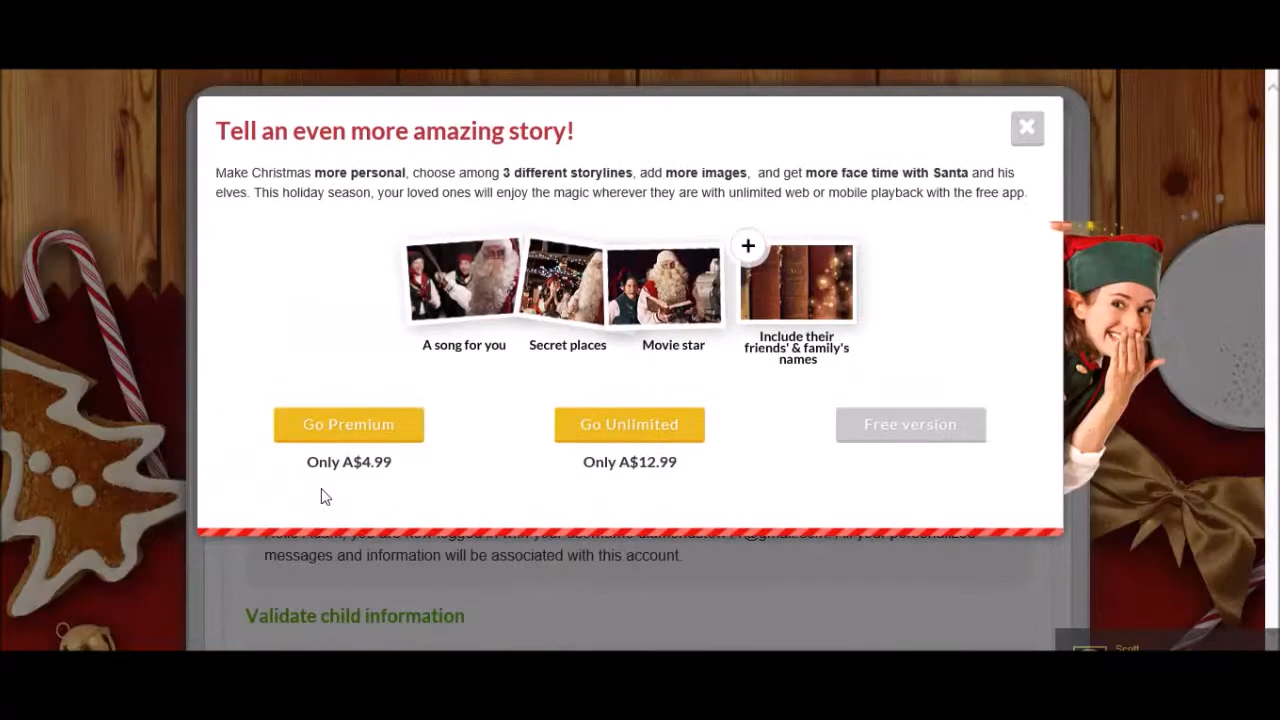 Tell an even more amazing story!
Make Christmas more personal, choose among 3 different storylines, add more images, and get more face time with Santa and his
elves. This holiday season, your loved ones will enjoy the magic wherever they are with unlimited web or mobile playback with the free app.
+
A song for you
Secret places
Movie star
Include their
friends' & family's
names
Go Premium
Go Unlimited
Free version
Only A$4.99
Only A$12.99
messages and information will be associated with this account.
Validate child information
Scott